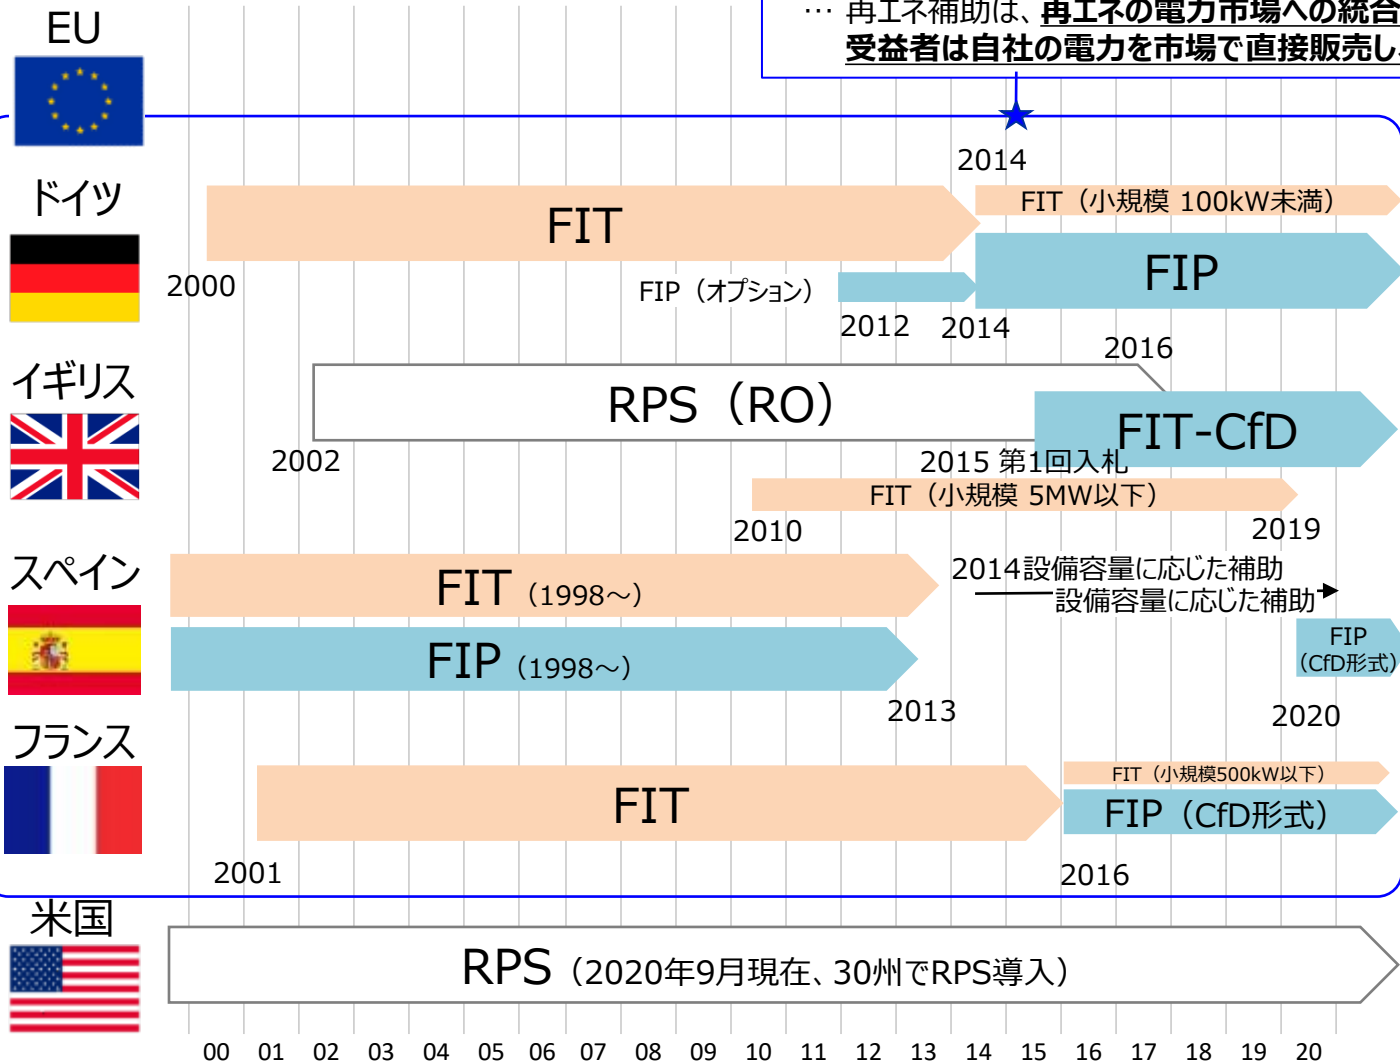 … 再エネ補助は、再エネの電力市場への統合
受益者は自社の電力を市場で直接販売し、
EU
ドイツ
2014
FIT
FIT（小規模 100kW未満）
2000
FIP（オプション）
FIP
2012
2014
イギリス
2016
RPS（RO）
FIT-CfD
2002
2015 第1回入札
FIT（小規模 5MW以下）
2010
2019
スペイン
FIT（1998～）
2014設備容量に応じた補助
設備容量に応じた補助
FIP（1998～）
FIP
（CfD形式）
2013
2020
フランス
FIT
FIT（小規模500kW以下）
FIP（CfD形式）
2001
2016
米国
RPS（2020年9月現在、30州でRPS導入）
00 01 02 03 04 05 06 07 08 09 10 11 12 13 14 15 16 17 18 19 20